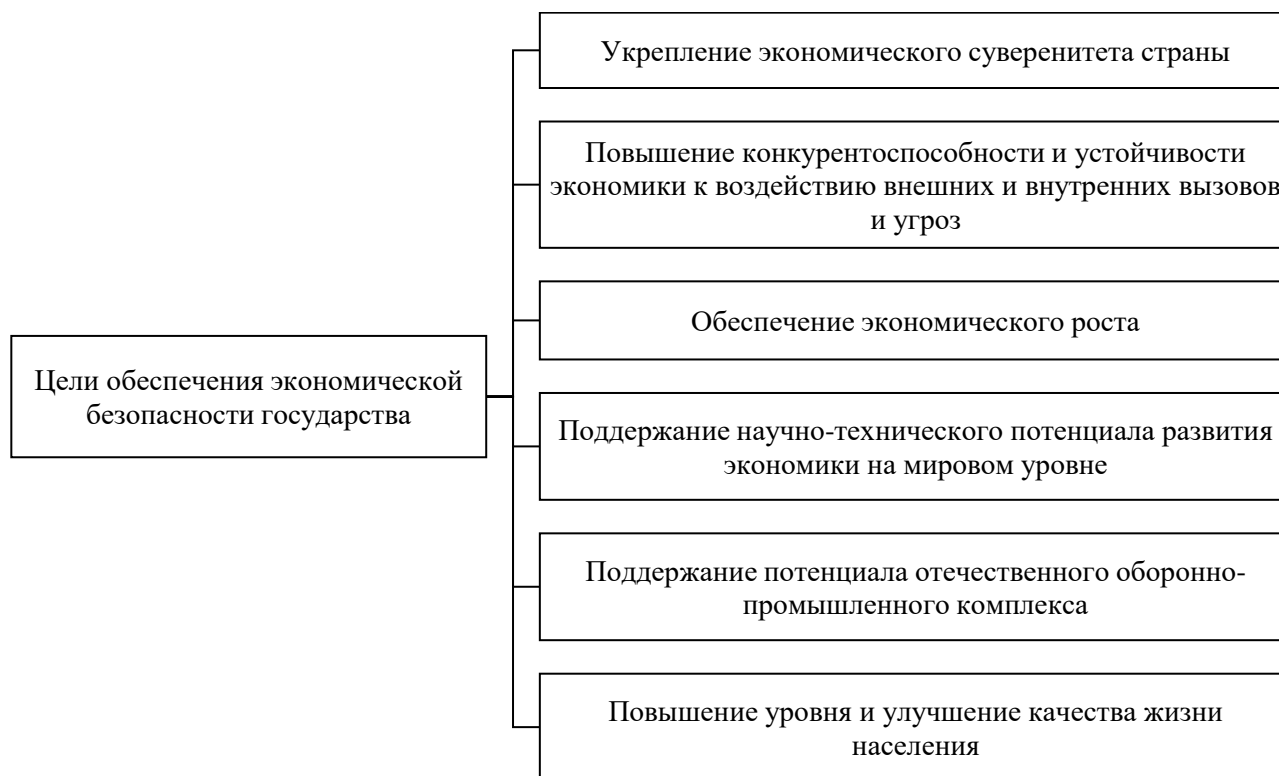 Укрепление экономического суверенитета страны
Повышение конкурентоспособности и устойчивости
экономики к воздействию внешних и внутренних вызовов
и угроз
Обеспечение экономического роста
Цели обеспечения экономической
безопасности государства
Поддержание научно-технического потенциала развития
экономики на мировом уровне
Поддержание потенциала отечественного оборонно-
промышленного комплекса
Повышение уровня и улучшение качества жизни
населения